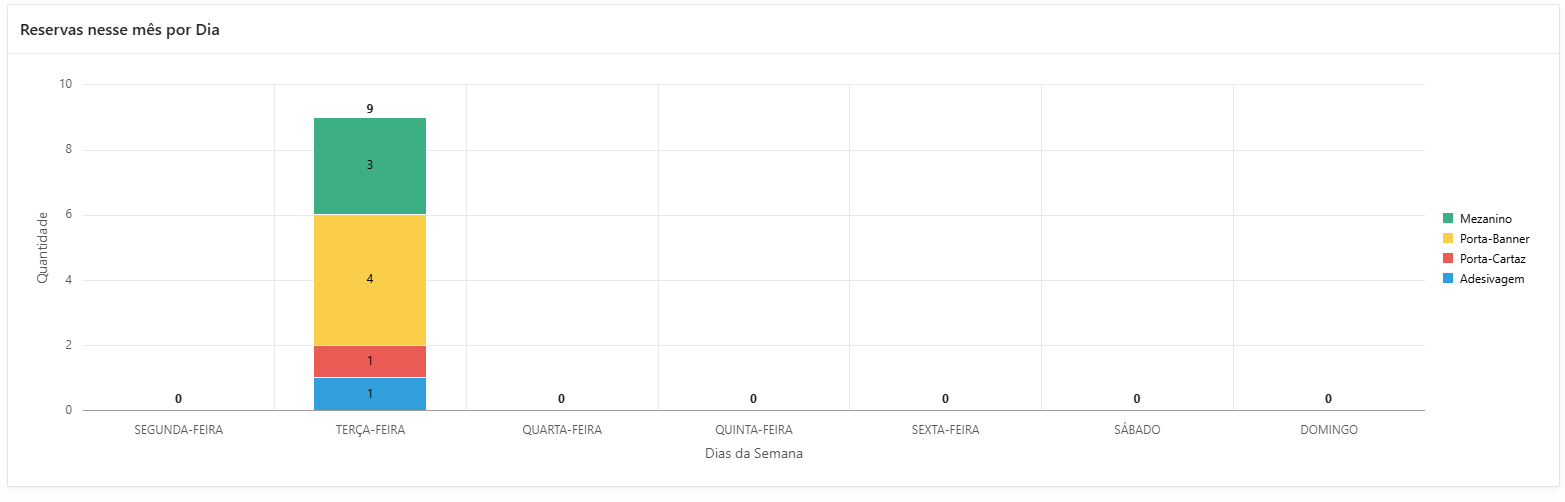 Reservas nesse mês por Dia
10
8
6
4
2
0
Quantidade
0
9
3
4
1
1
0
0
0
0
0
SEGUNDA-FEIRA
TERÇA-FEIRA
QUARTA-FEIRA
QUINTA-FEIRA
SEXTA-FEIRA
SÁBADO
DOMINGO
Dias da Semana
Mezanino
Porta-Banner
Porta-Cartaz
Adesivagem